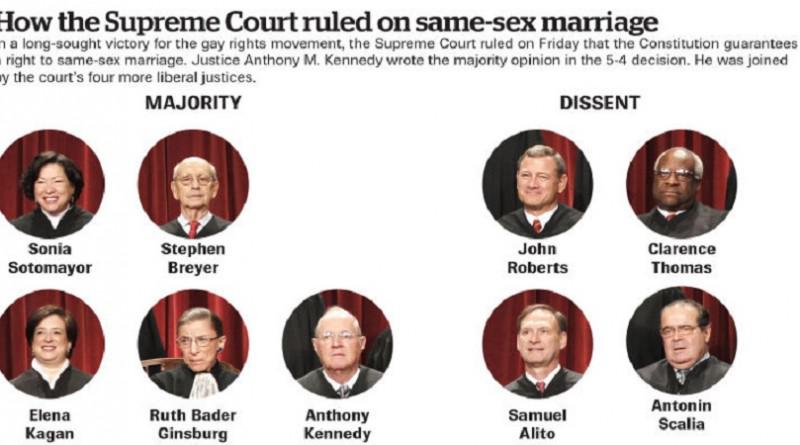 How the Supreme Court ruled on same-sex marriage
In a long-sought victory for the gay rights movement, the Supreme Court ruled on Friday that the Constitution guarantees
a right to same-sex marriage. Justice Anthony M. Kennedy wrote the majority opinion in the 5-4 decision. He was joined
by the court's four more liberal justices.
MAJORITY
DISSENT
Sonia
Sotomayor
Stephen
Breyer
John
Roberts
Clarence
Thomas
Elena
Kagan
Ruth Bader
Ginsburg
Anthony
Kennedy
Samuel
Alito
Antonin
Scalia